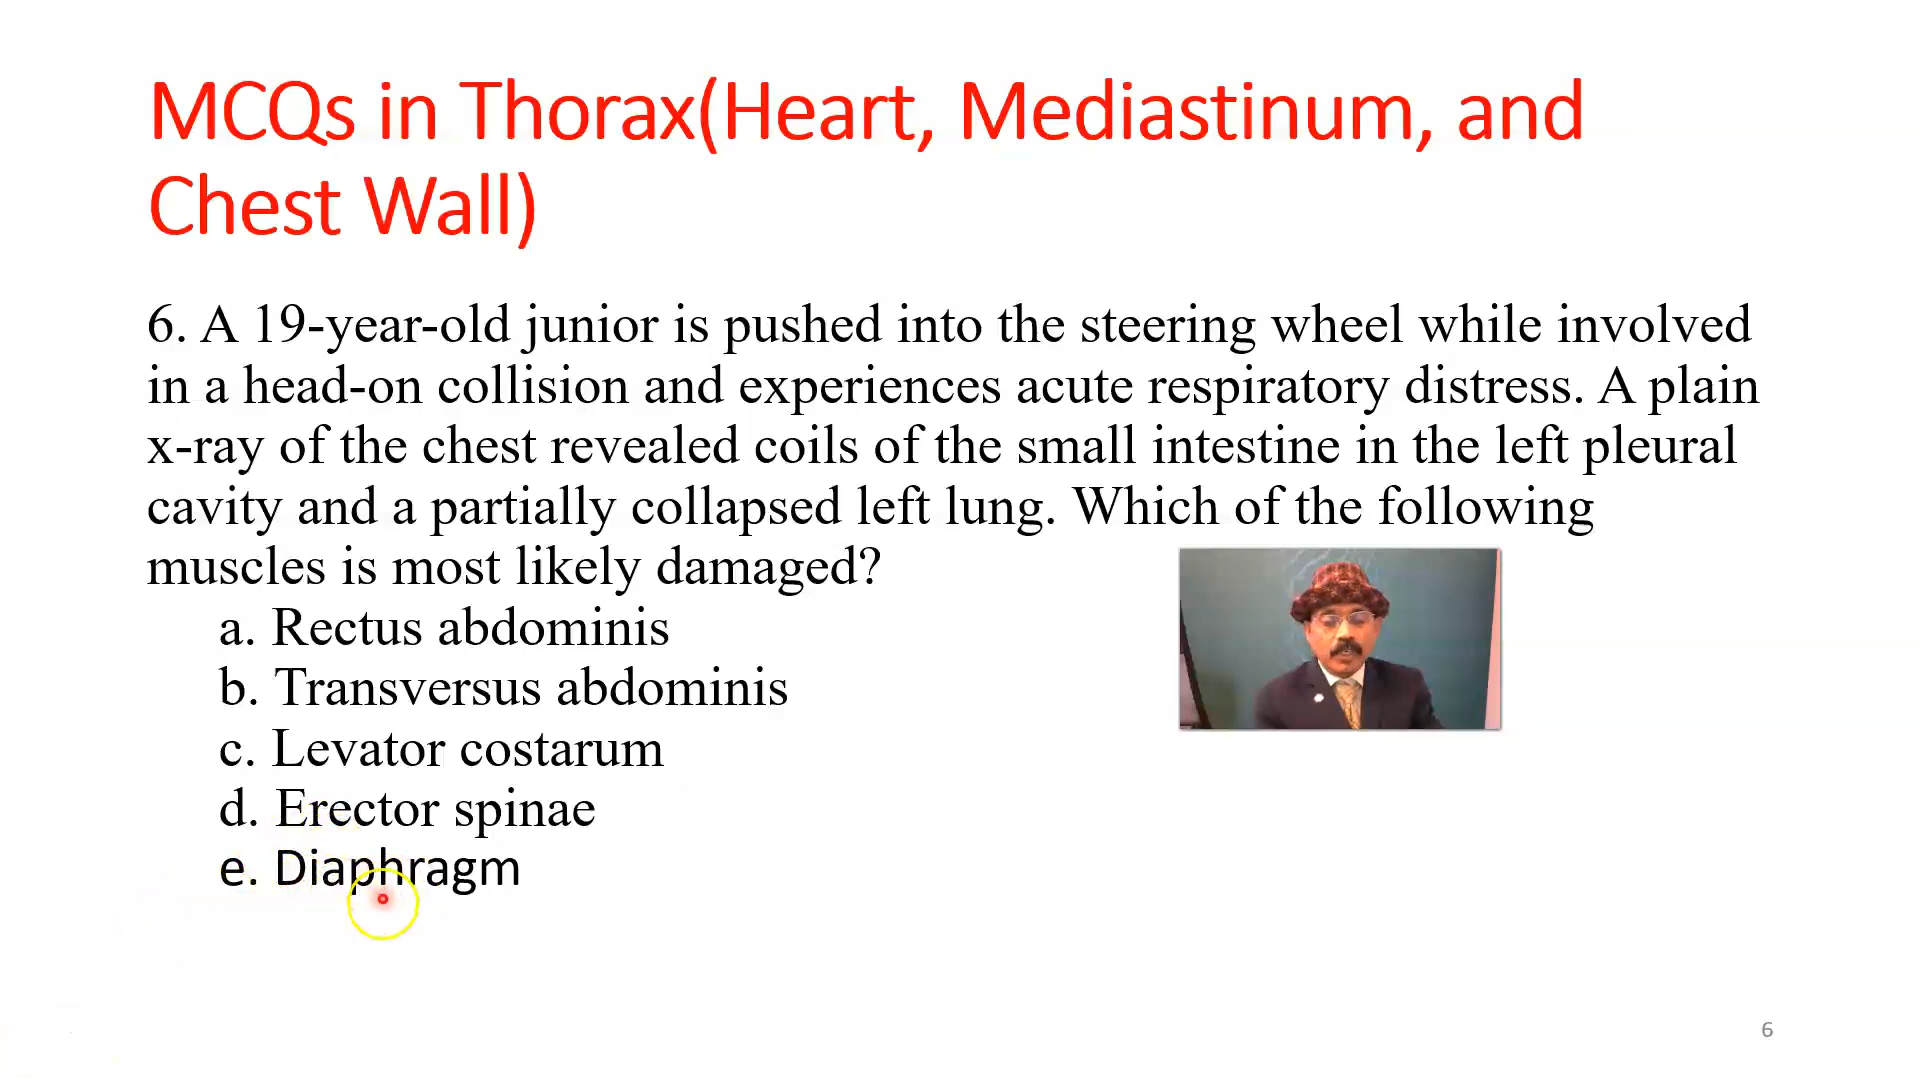 MCQs in Thorax(Heart, Mediastinum, and
Chest Wall)
6. A 19-year-old junior is pushed into the steering wheel while involved
in a head-on collision and experiences acute respiratory distress. A plain
x-ray of the chest revealed coils of the small intestine in the left pleural
cavity and a partially collapsed left lung. Which of the following
muscles is most likely damaged?
a. Rectus abdominis
b. Transversus abdominis
c. Levator costarum
d. Erector spinae
e. Diaphragm
6